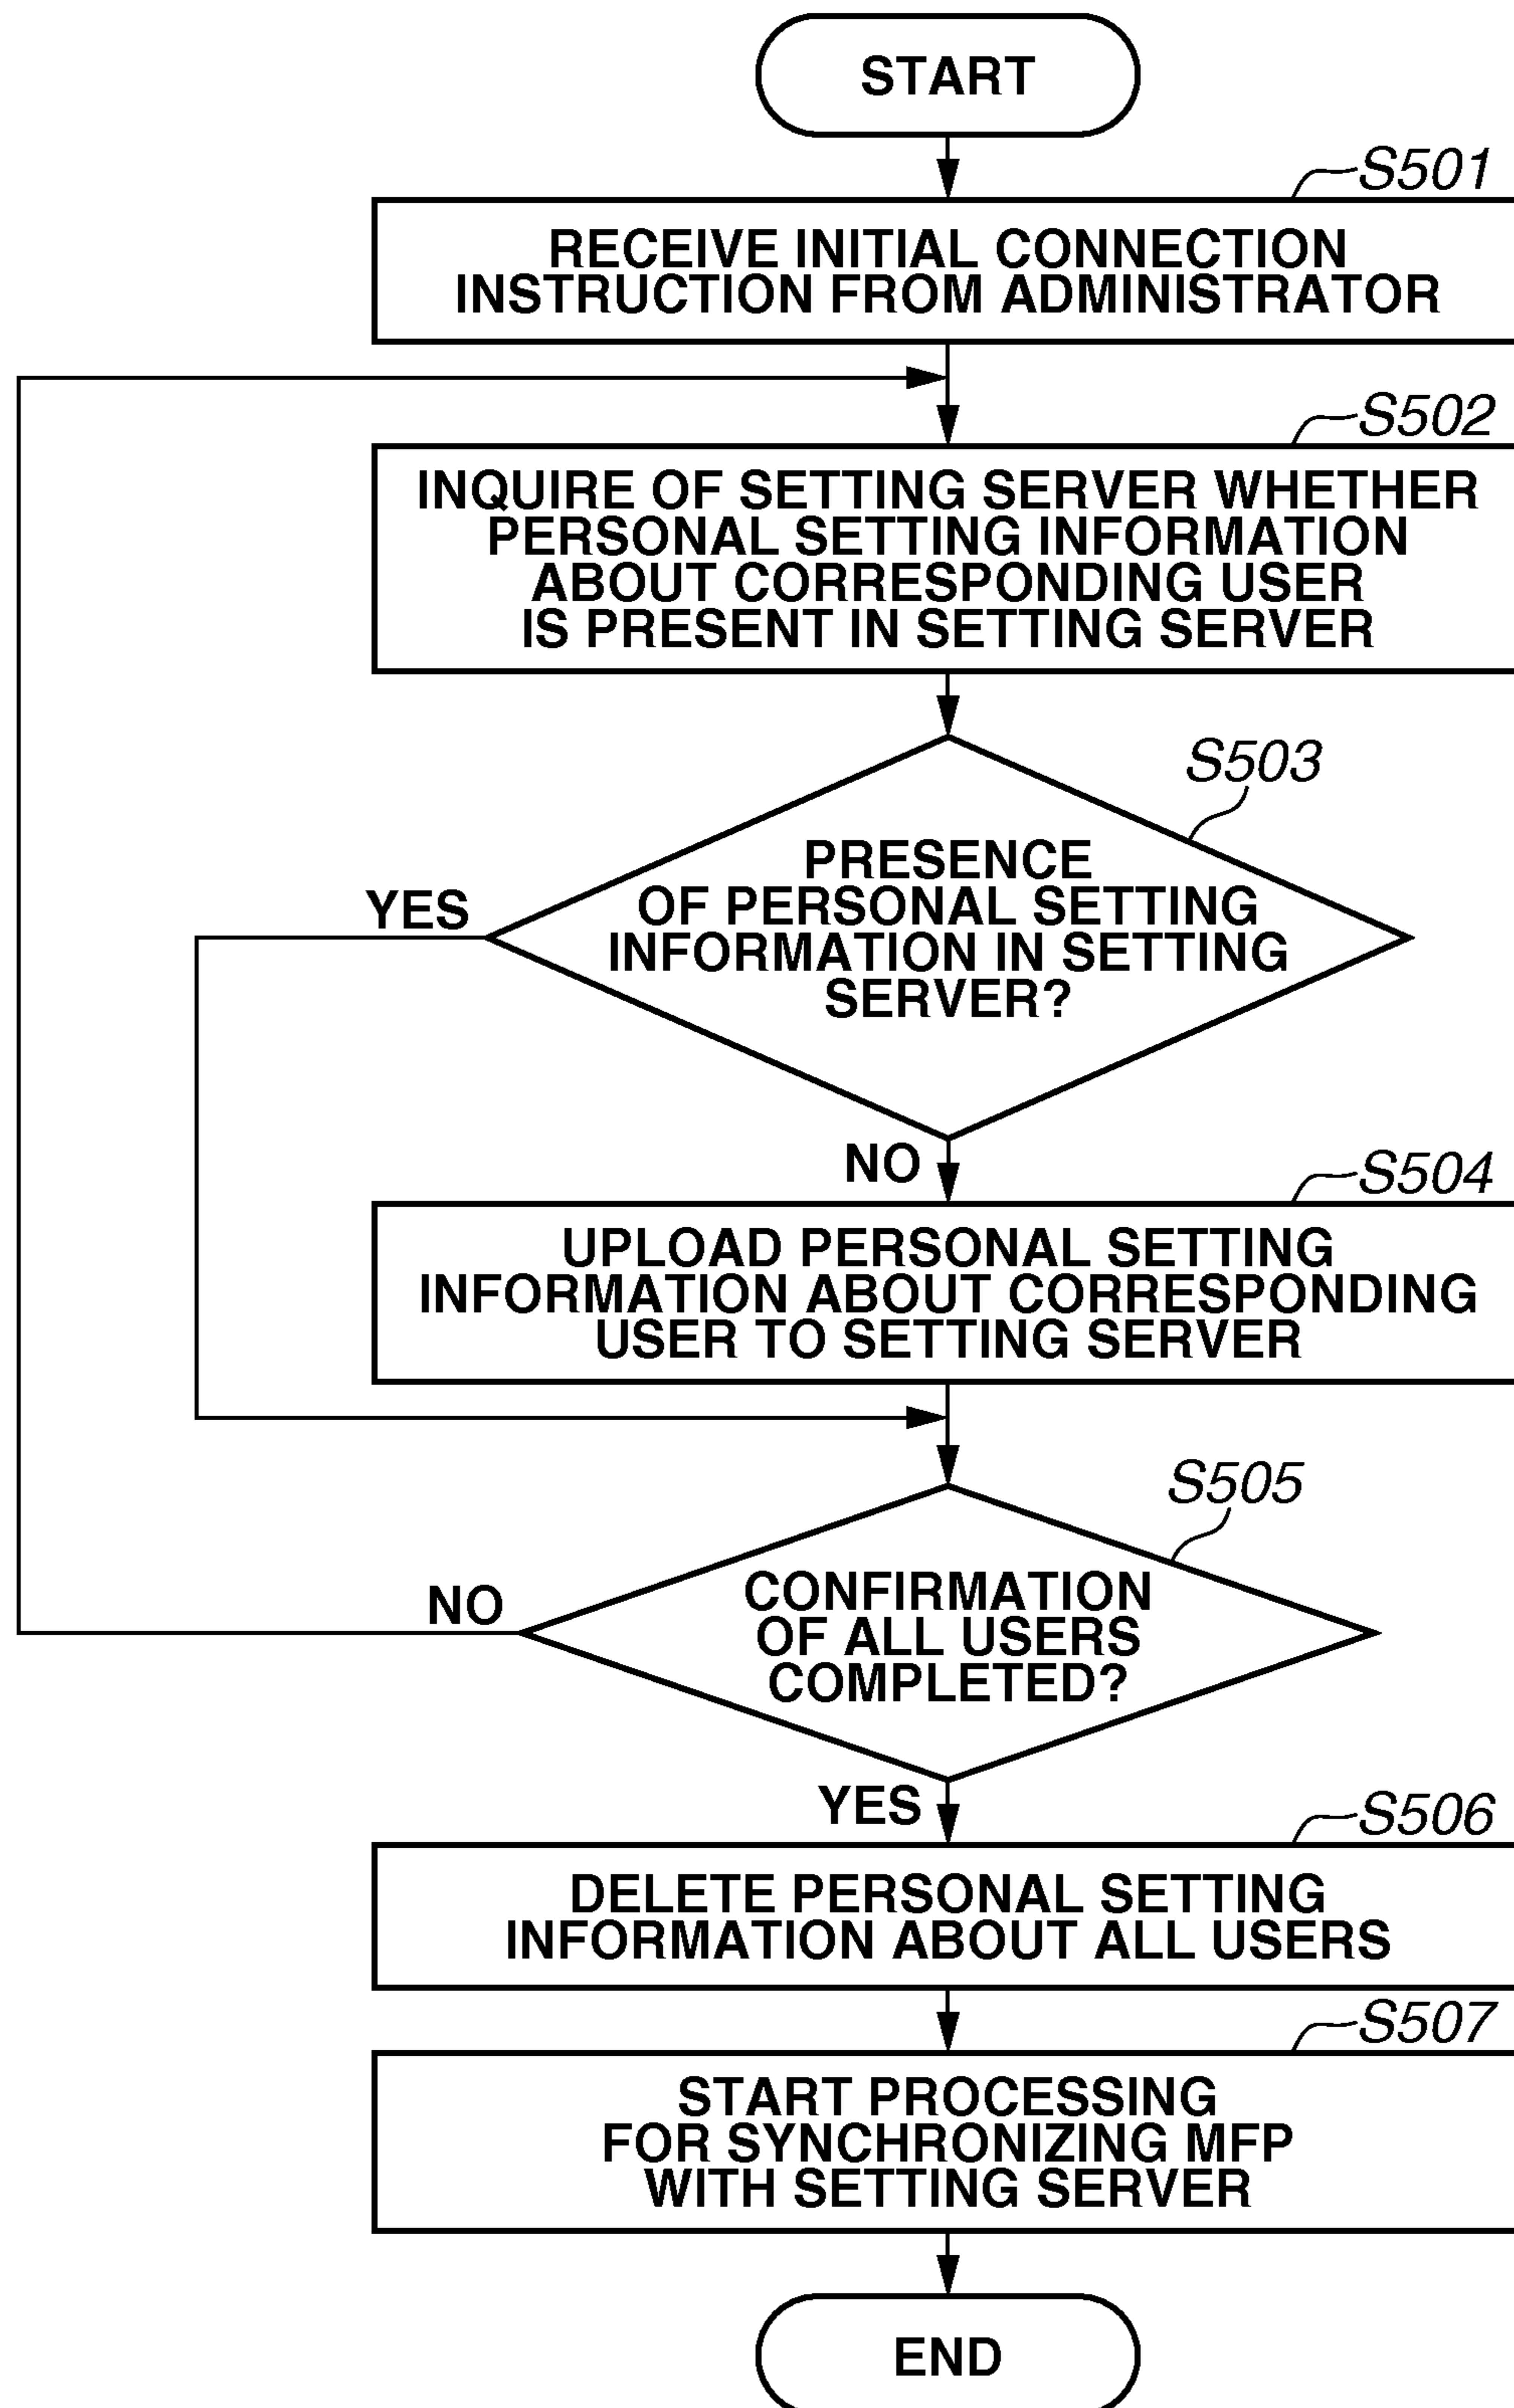 START
S501
RECEIVE INITIAL CONNECTION
INSTRUCTION FROM ADMINISTRATOR
S502
INQUIRE OF SETTING SERVER WHETHER
PERSONAL SETTING INFORMATION
ABOUT CORRESPONDING USER
IS PRESENT IN SETTING SERVER
S503
PRESENCE
OF PERSONAL SETTING
INFORMATION IN SETTING
SERVER?
YES
NO
S504
UPLOAD PERSONAL SETTING
INFORMATION ABOUT CORRESPONDING
USER TO SETTING SERVER
S505
CONFIRMATION
OF ALL USERS
COMPLETED?
NO
YES
S506
DELETE PERSONAL SETTING
INFORMATION ABOUT ALL USERS
S507
START PROCESSING
FOR SYNCHRONIZING MFP
WITH SETTING SERVER
END